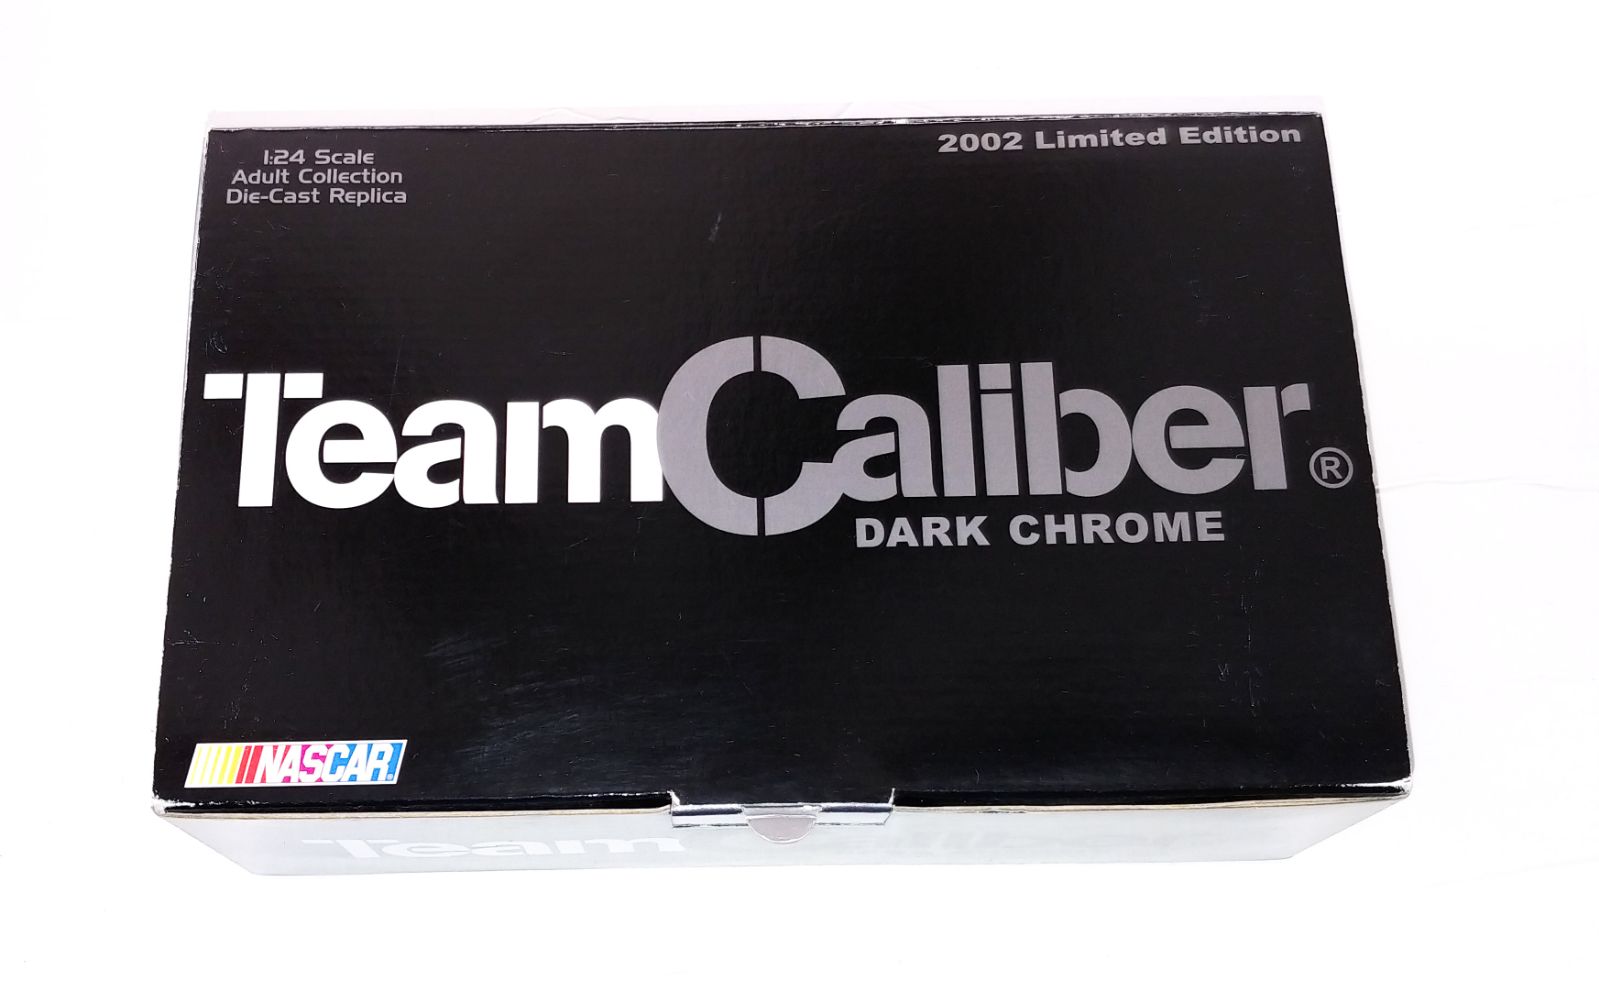 1:24 Scale
Adult Collection
Die-Cast Replica
2002 Limited Edition
TeamCaliber®
DARK CHROME
NASCAR®
Team